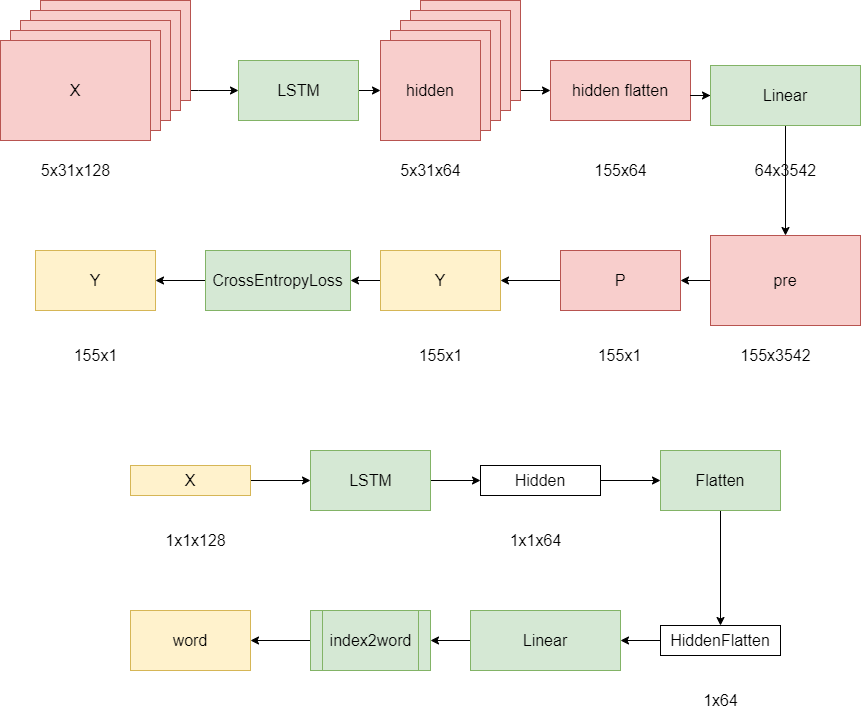 X
LSTM
hidden
hidden flatten
Linear
5x31x128
5x31x64
155x64
64x3542
Y
CrossEntropyLoss
Y
P
pre
155x1
155x1
155x1
155x3542
X
LSTM
Hidden
Flatten
1x1x128
1x1x64
word
index2word
Linear
HiddenFlatten
1x64